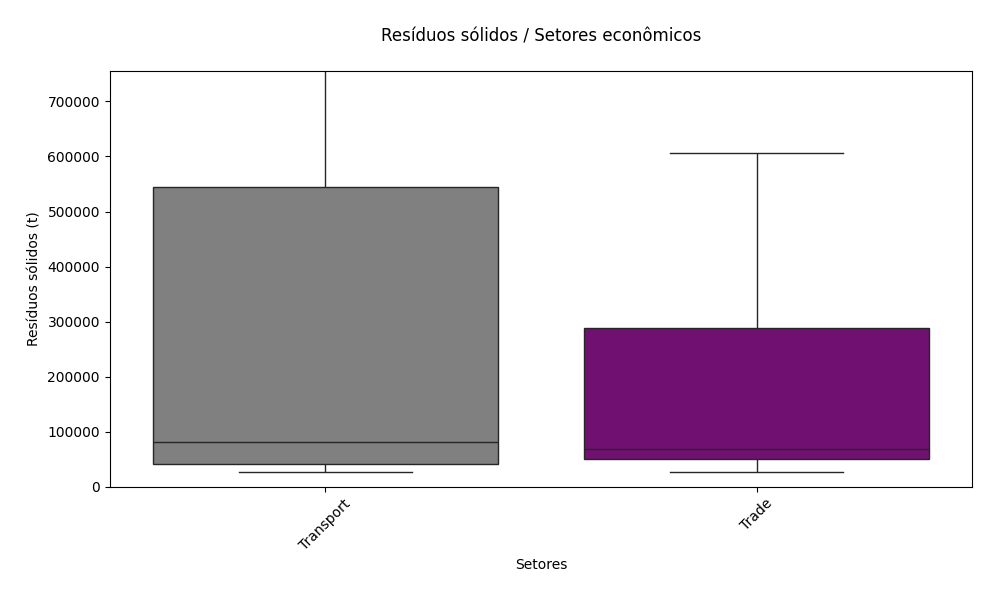 Resíduos sólidos / Setores econômicos
Resíduos sólidos (t)
700000
600000
500000
400000
300000
200000
100000
0
Transport
Trade
Setores